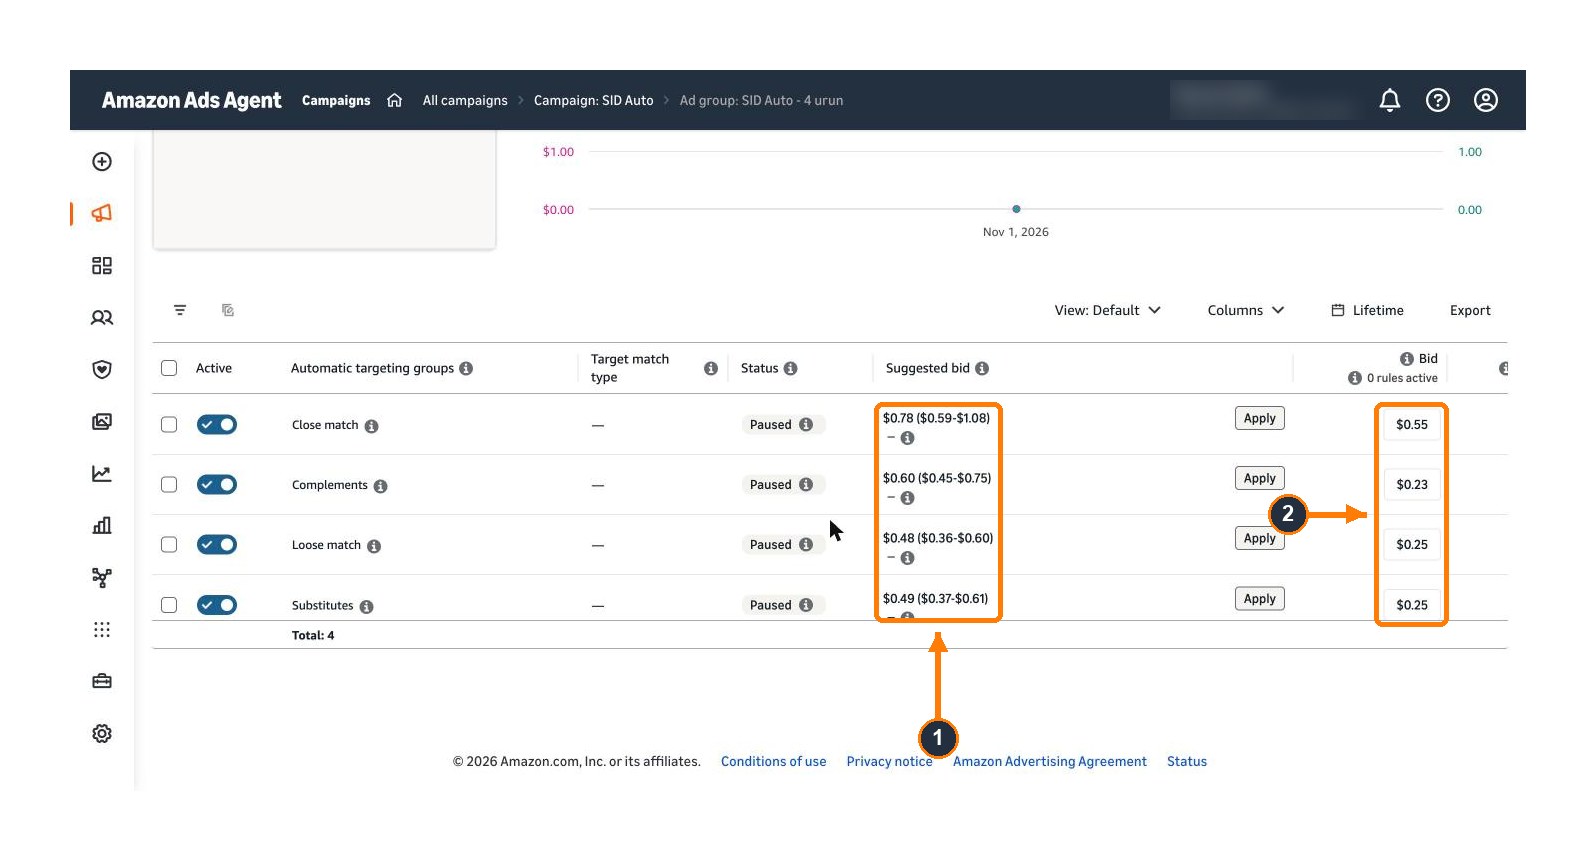 Amazon Ads Agent Campaigns All campaigns > Campaign: SID Auto > Ad group: SID Auto - 4 urun
$1.00 1.00
$0.00 0.00
Nov 1, 2026
View: Default Columns Lifetime Export
Active Automatic targeting groups Target match type Status Suggested bid Bid
0 rules active
Close match — Paused $0.78 ($0.59-$1.08) Apply $0.55
–
Complements — Paused $0.60 ($0.45-$0.75) Apply $0.23
–
2
Loose match — Paused $0.48 ($0.36-$0.60) Apply $0.25
–
Substitutes — Paused $0.49 ($0.37-$0.61) Apply $0.25
–
Total: 4
1
© 2026 Amazon.com, Inc. or its affiliates. Conditions of use Privacy notice Amazon Advertising Agreement Status